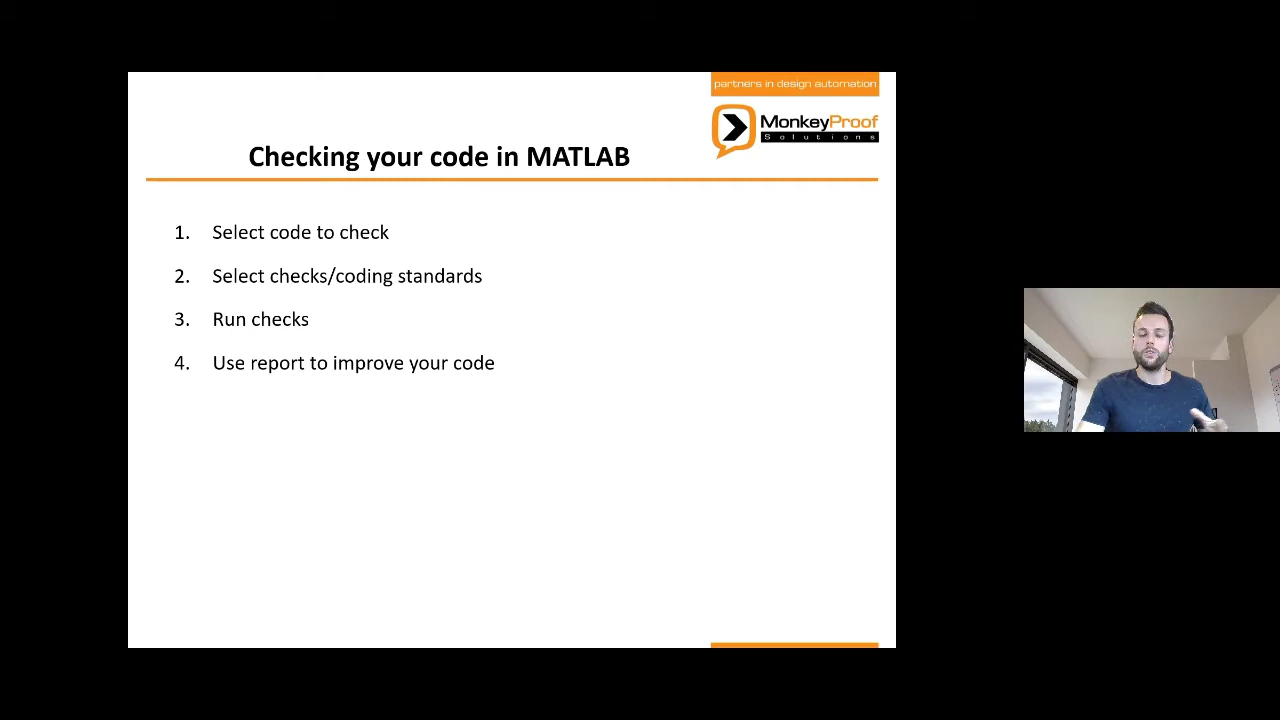 partners in design automation
MonkeyProof
Solutions
Checking your code in MATLAB
1. Select code to check
2. Select checks/coding standards
3. Run checks
4. Use report to improve your code